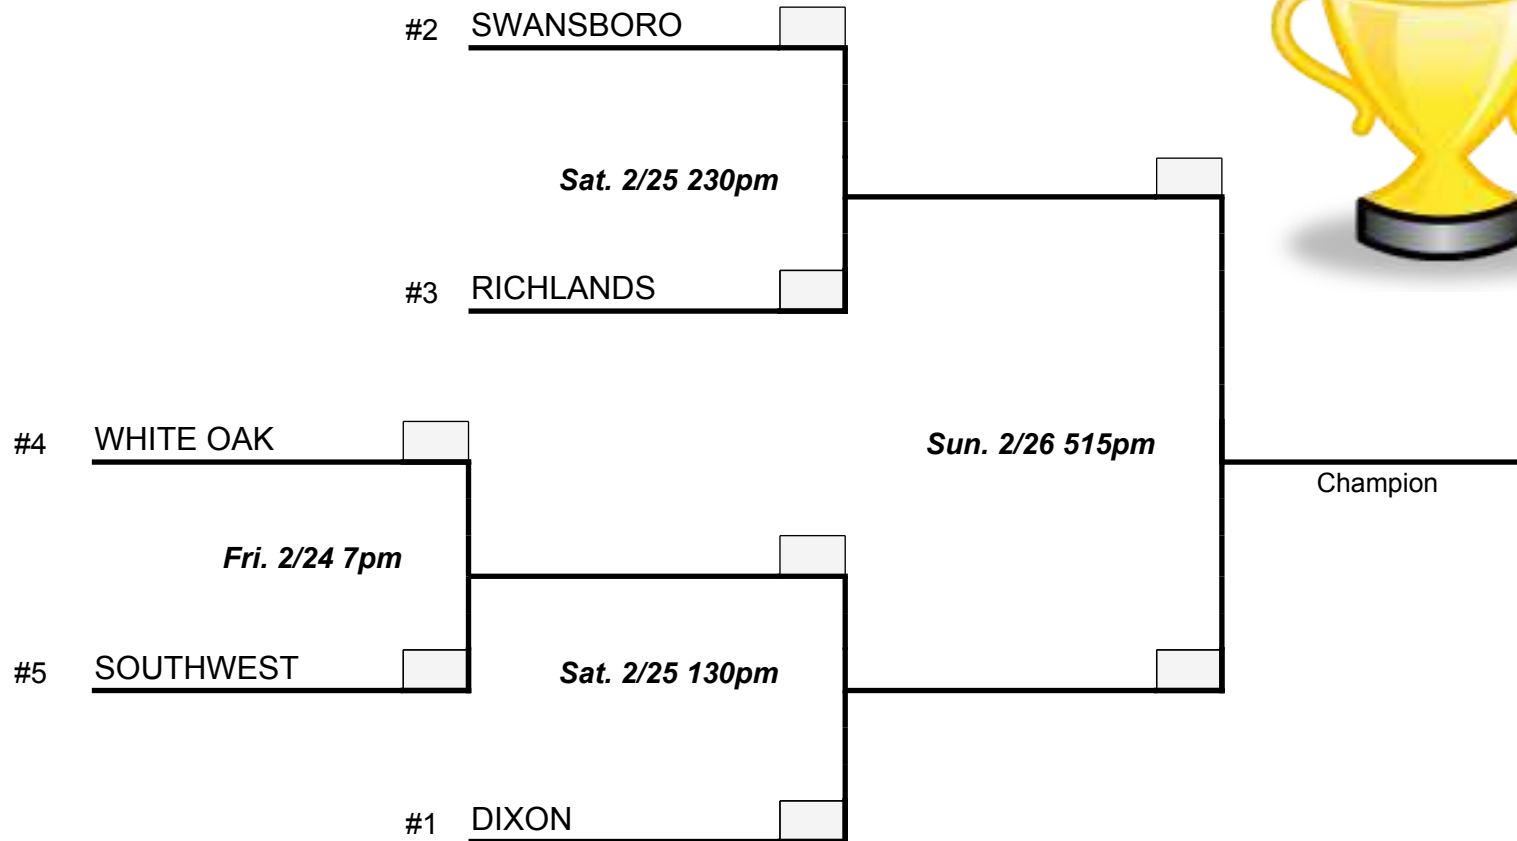 #2 SWANSBORO
Sat. 2/25 230pm
#3 RICHLANDS
#4 WHITE OAK
Sun. 2/26 515pm
Champion
Fri. 2/24 7pm
#5 SOUTHWEST
Sat. 2/25 130pm
#1 DIXON